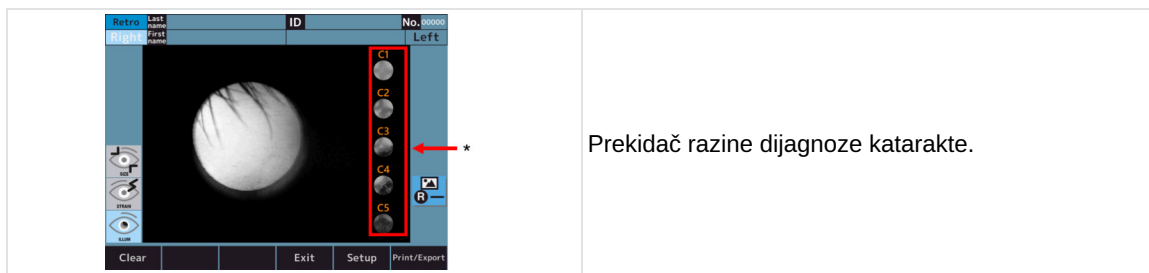 Retro Last name ID No. 00000
Right First name Left
C1
C2
C3
*
Prekidač razine dijagnoze katarakte.
C4
C5
SIZE
STRAIN
R
ILLUM
Clear Exit Setup Print/Export